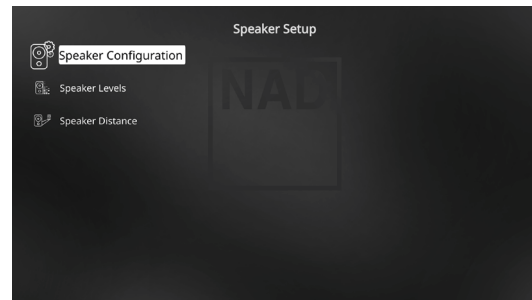 Speaker Setup
Speaker Configuration
Speaker Levels
Speaker Distance
NAD